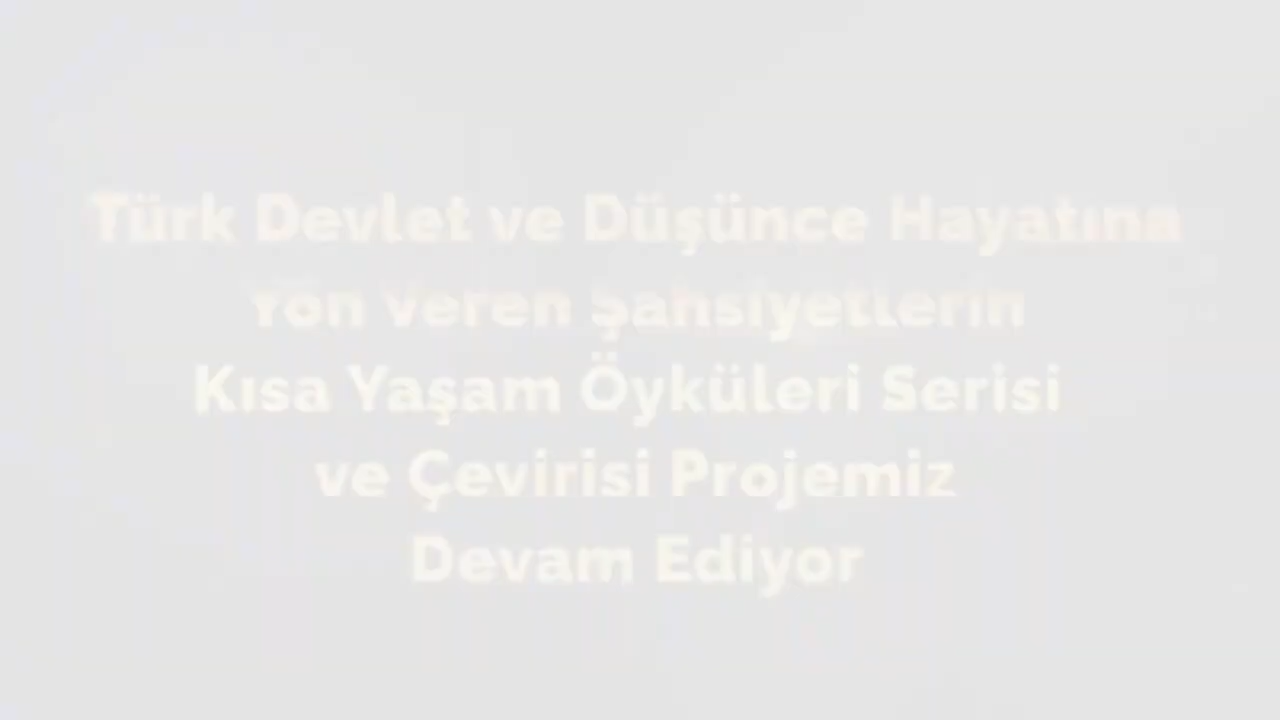 Türk Devlet ve Düşünce Hayatına
Yön Veren Şahsiyetlerin
Kısa Yaşam Öyküleri Serisi
ve Çevirisi Projemiz
Devam Ediyor